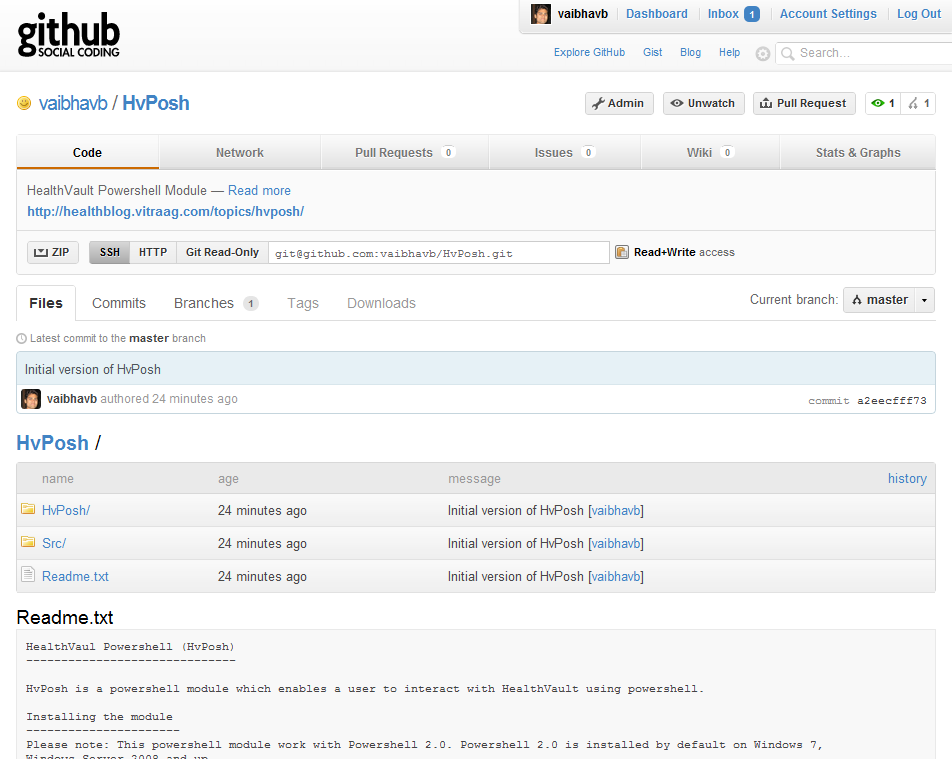 github
SOCIAL CODING
vaibhavb Dashboard Inbox 1 Account Settings Log Out
Explore GitHub Gist Blog Help Search...
vaibhavb / HvPosh
Admin Unwatch Pull Request 1 1
Code Network Pull Requests 0 Issues 0 Wiki 0 Stats & Graphs
HealthVault Powershell Module — Read more
http://healthblog.vitraag.com/topics/hvposh/
ZIP SSH HTTP Git Read-Only git@github.com:vaibhavb/HvPosh.git Read+Write access
Files Commits Branches 1 Tags Downloads Current branch: master
Latest commit to the master branch
Initial version of HvPosh
vaibhavb authored 24 minutes ago commit a2eecfff73
HvPosh /
name age message history
HvPosh/ 24 minutes ago Initial version of HvPosh [vaibhavb]
Src/ 24 minutes ago Initial version of HvPosh [vaibhavb]
Readme.txt 24 minutes ago Initial version of HvPosh [vaibhavb]
Readme.txt
HealthVaul Powershell (HvPosh)
------------------------------
HvPosh is a powershell module which enables a user to interact with HealthVault using powershell.
Installing the module
----------------------
Please note: This powershell module work with Powershell 2.0. Powershell 2.0 is installed by default on Windows 7,
Windows Server 2008 and up